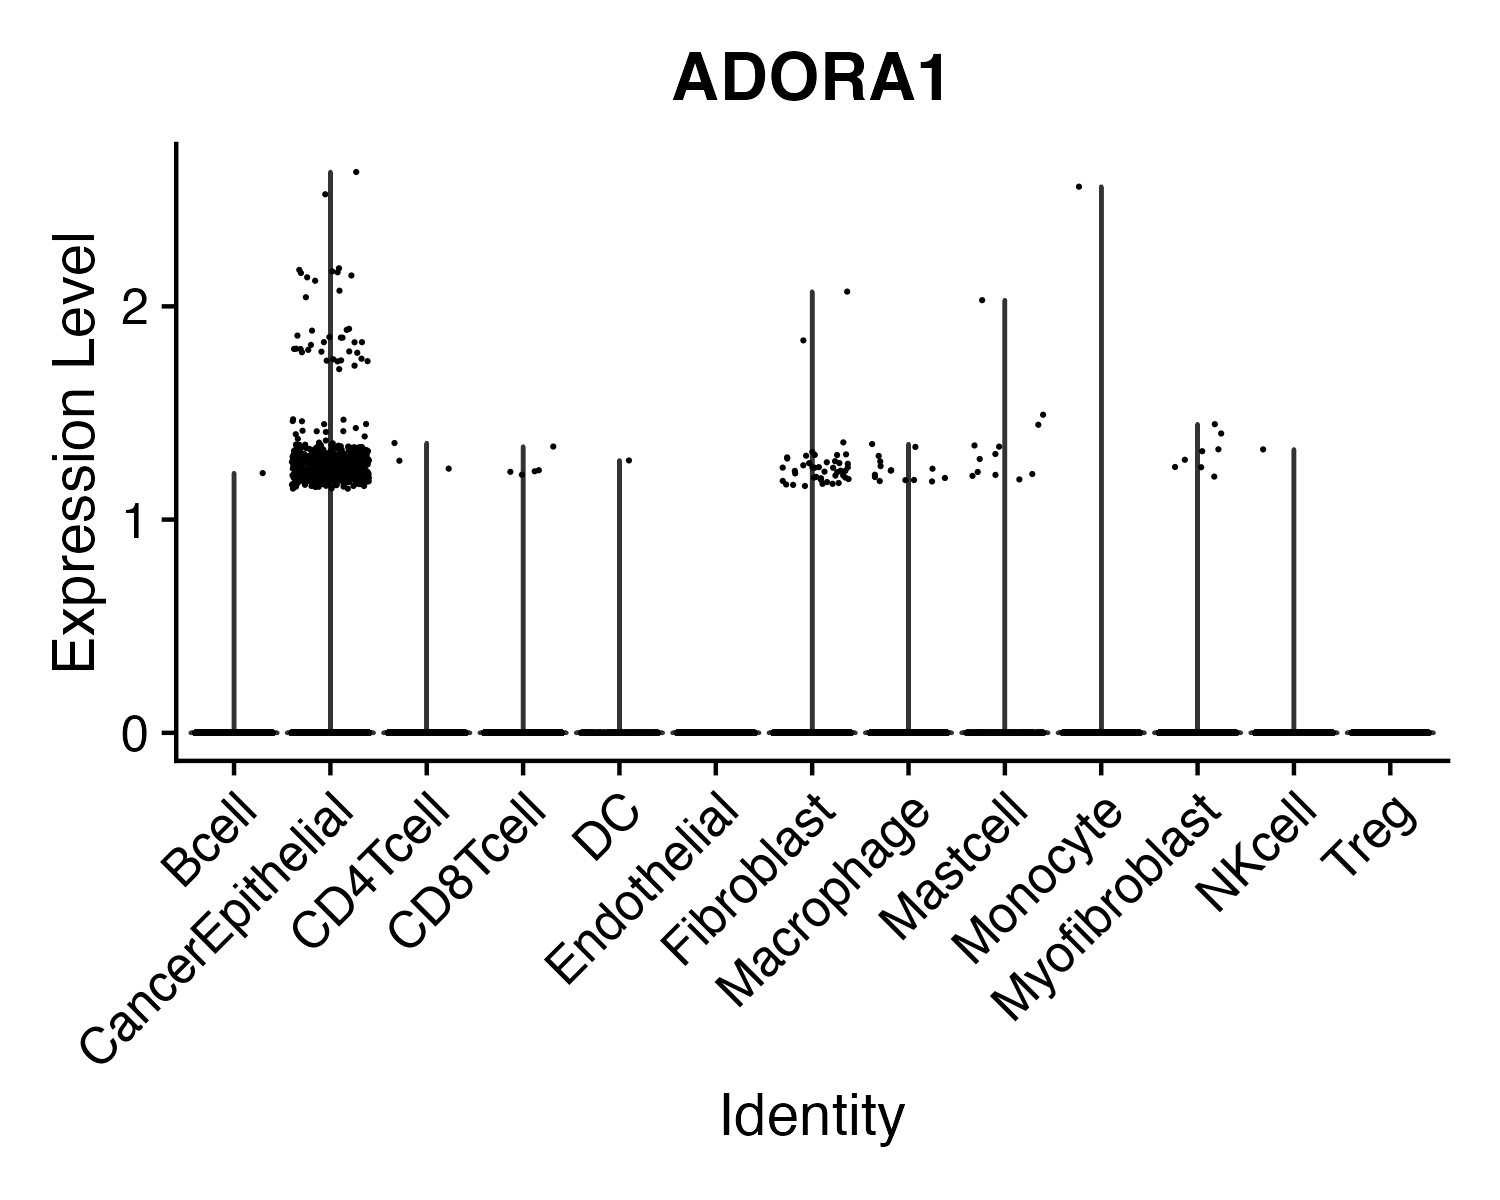 ADORA1
Expression Level
2
1
0
Bcell
CancerEpithelial
CD4Tcell
CD8Tcell
DC
Endothelial
Fibroblast
Macrophage
Mastcell
Monocyte
Myofibroblast
NKcell
Treg
Identity